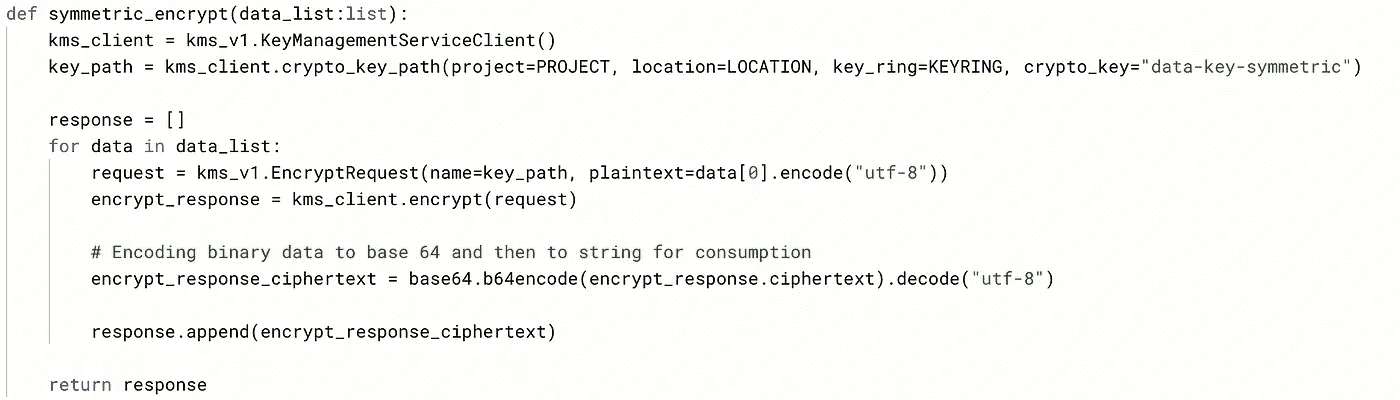 def symmetric_encrypt(data_list:list):
    kms_client = kms_v1.KeyManagementServiceClient()
    key_path = kms_client.crypto_key_path(project=PROJECT, location=LOCATION, key_ring=KEYRING, crypto_key="data-key-symmetric")

    response = []
    for data in data_list:
        request = kms_v1.EncryptRequest(name=key_path, plaintext=data[0].encode("utf-8"))
        encrypt_response = kms_client.encrypt(request)

        # Encoding binary data to base 64 and then to string for consumption
        encrypt_response_ciphertext = base64.b64encode(encrypt_response.ciphertext).decode("utf-8")

        response.append(encrypt_response_ciphertext)

    return response